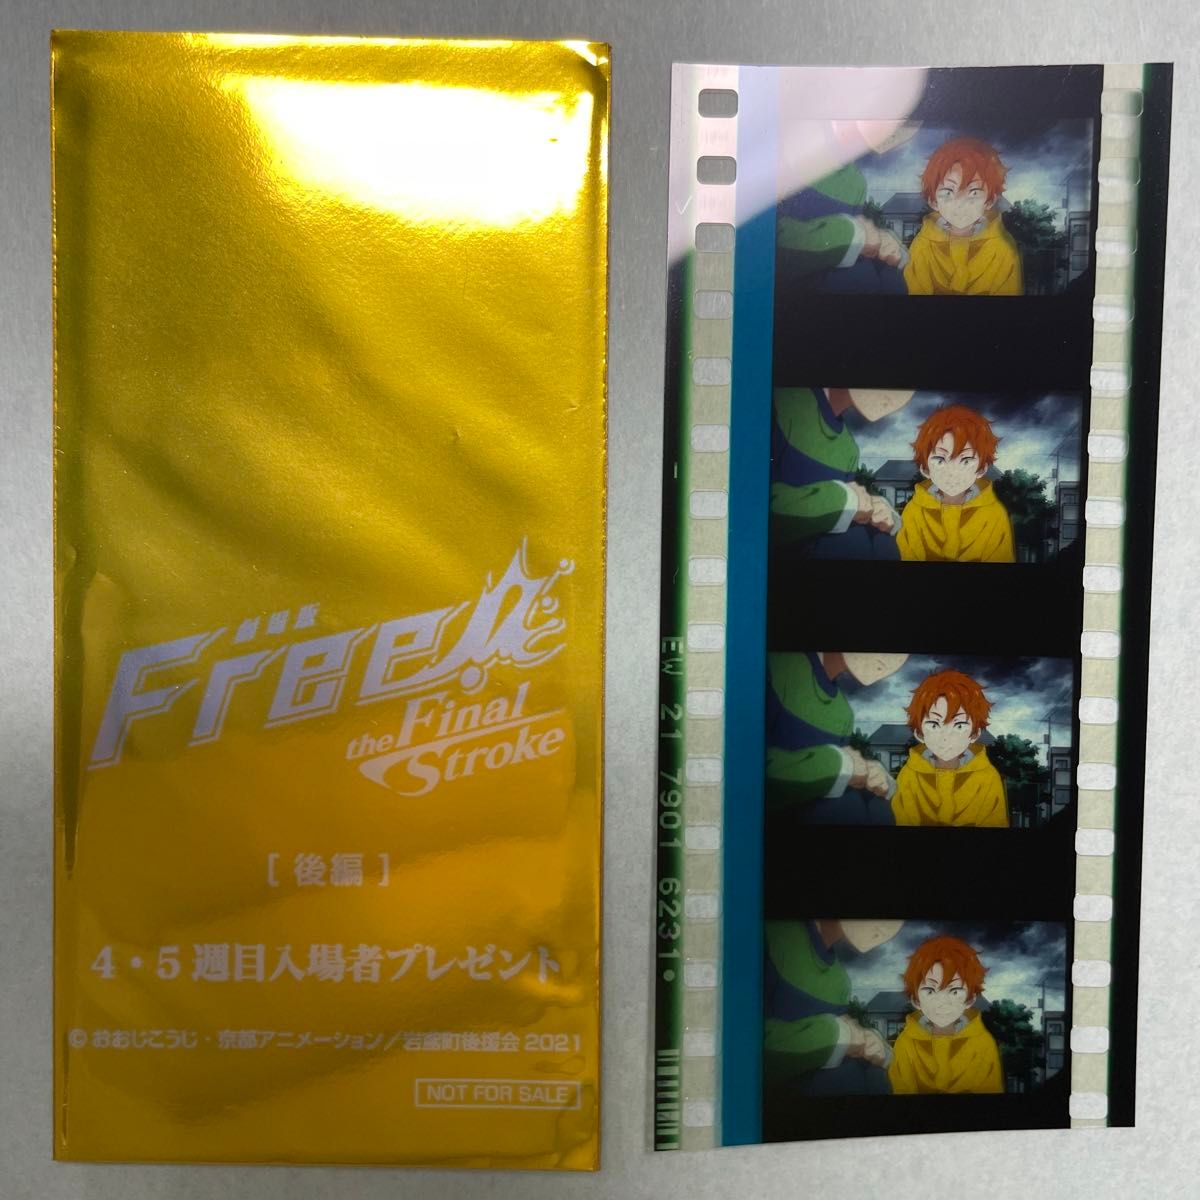 劇場版
Free!
the Final
Stroke
[ 後編 ]
4・5週目入場者プレゼント
© おおじこうじ・京都アニメーション/岩鳶町後援会 2021
NOT FOR SALE
EW 21 7901 6231•